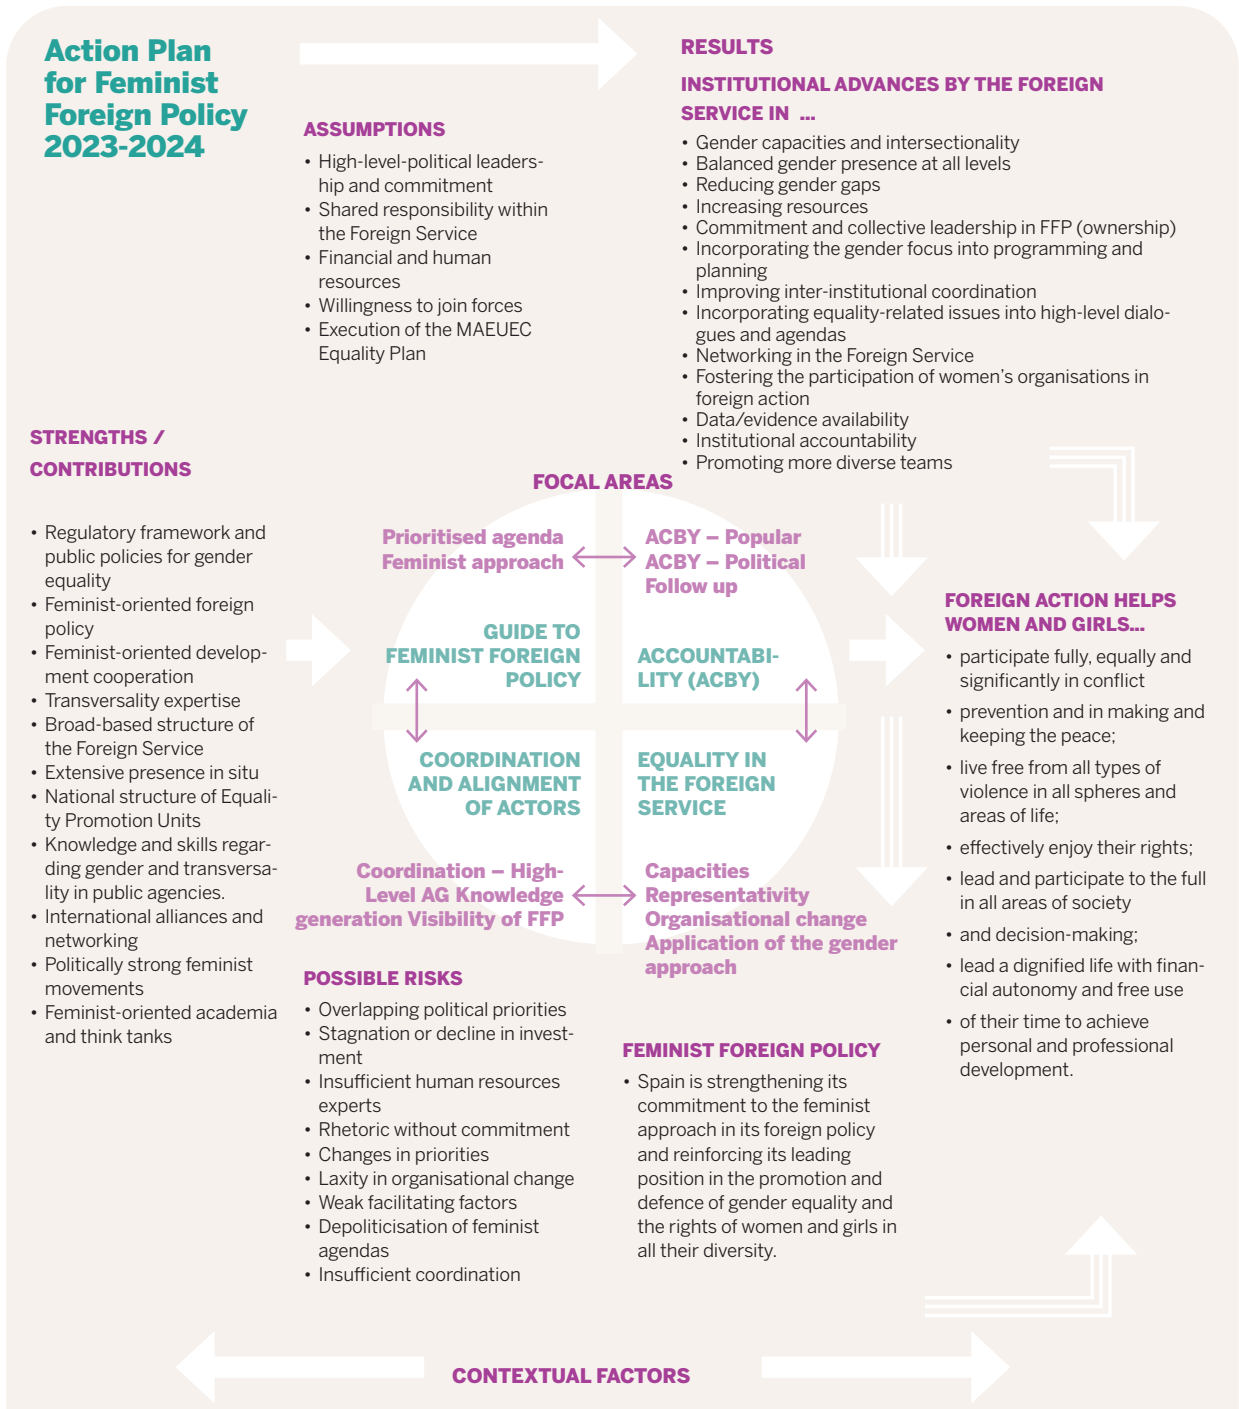 Action Plan
for Feminist
Foreign Policy
2023-2024
ASSUMPTIONS
• High-level-political leaders-
hip and commitment
• Shared responsibility within
the Foreign Service
• Financial and human
resources
• Willingness to join forces
• Execution of the MAEUEC
Equality Plan
RESULTS
INSTITUTIONAL ADVANCES BY THE FOREIGN
SERVICE IN ...
• Gender capacities and intersectionality
• Balanced gender presence at all levels
• Reducing gender gaps
• Increasing resources
• Commitment and collective leadership in FFP (ownership)
• Incorporating the gender focus into programming and
planning
• Improving inter-institutional coordination
• Incorporating equality-related issues into high-level dialo-
gues and agendas
• Networking in the Foreign Service
• Fostering the participation of women's organisations in
foreign action
• Data/evidence availability
• Institutional accountability
• Promoting more diverse teams
STRENGTHS /
CONTRIBUTIONS
• Regulatory framework and
public policies for gender
equality
• Feminist-oriented foreign
policy
• Feminist-oriented develop-
ment cooperation
• Transversality expertise
• Broad-based structure of
the Foreign Service
• Extensive presence in situ
• National structure of Equali-
ty Promotion Units
• Knowledge and skills regar-
ding gender and transversa-
lity in public agencies.
• International alliances and
networking
• Politically strong feminist
movements
• Feminist-oriented academia
and think tanks
FOCAL AREAS
Prioritised agenda
Feminist approach
ACBY – Popular
ACBY – Political
Follow up
GUIDE TO
FEMINIST FOREIGN
POLICY
ACCOUNTABI-
LITY (ACBY)
COORDINATION
AND ALIGNMENT
OF ACTORS
EQUALITY IN
THE FOREIGN
SERVICE
Coordination – High-
Level AG Knowledge
generation Visibility of FFP
Capacities
Representativity
Organisational change
Application of the gender
approach
FOREIGN ACTION HELPS
WOMEN AND GIRLS...
• participate fully, equally and
significantly in conflict
• prevention and in making and
keeping the peace;
• live free from all types of
violence in all spheres and
areas of life;
• effectively enjoy their rights;
• lead and participate to the full
in all areas of society
• and decision-making;
• lead a dignified life with finan-
cial autonomy and free use
• of their time to achieve
personal and professional
development.
POSSIBLE RISKS
• Overlapping political priorities
• Stagnation or decline in invest-
ment
• Insufficient human resources
experts
• Rhetoric without commitment
• Changes in priorities
• Laxity in organisational change
• Weak facilitating factors
• Depoliticisation of feminist
agendas
• Insufficient coordination
FEMINIST FOREIGN POLICY
• Spain is strengthening its
commitment to the feminist
approach in its foreign policy
and reinforcing its leading
position in the promotion and
defence of gender equality and
the rights of women and girls in
all their diversity.
CONTEXTUAL FACTORS